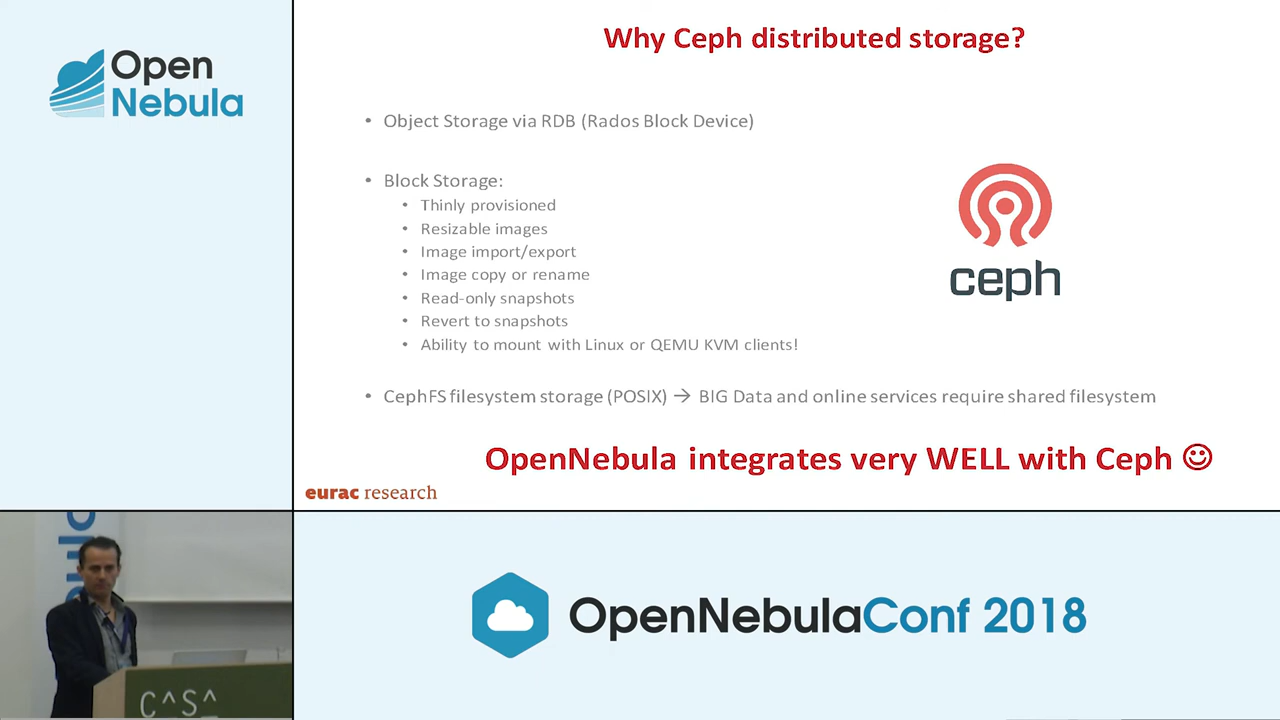 Open
Nebula
Why Ceph distributed storage?
• Object Storage via RDB (Rados Block Device)
• Block Storage:
• Thinly provisioned
• Resizable images
• Image import/export
• Image copy or rename
• Read-only snapshots
• Revert to snapshots
• Ability to mount with Linux or QEMU KVM clients!
ceph
• CephFS filesystem storage (POSIX) → BIG Data and online services require shared filesystem
OpenNebula integrates very WELL with Ceph ☺
eurac research
OpenNebulaConf 2018
C^S^